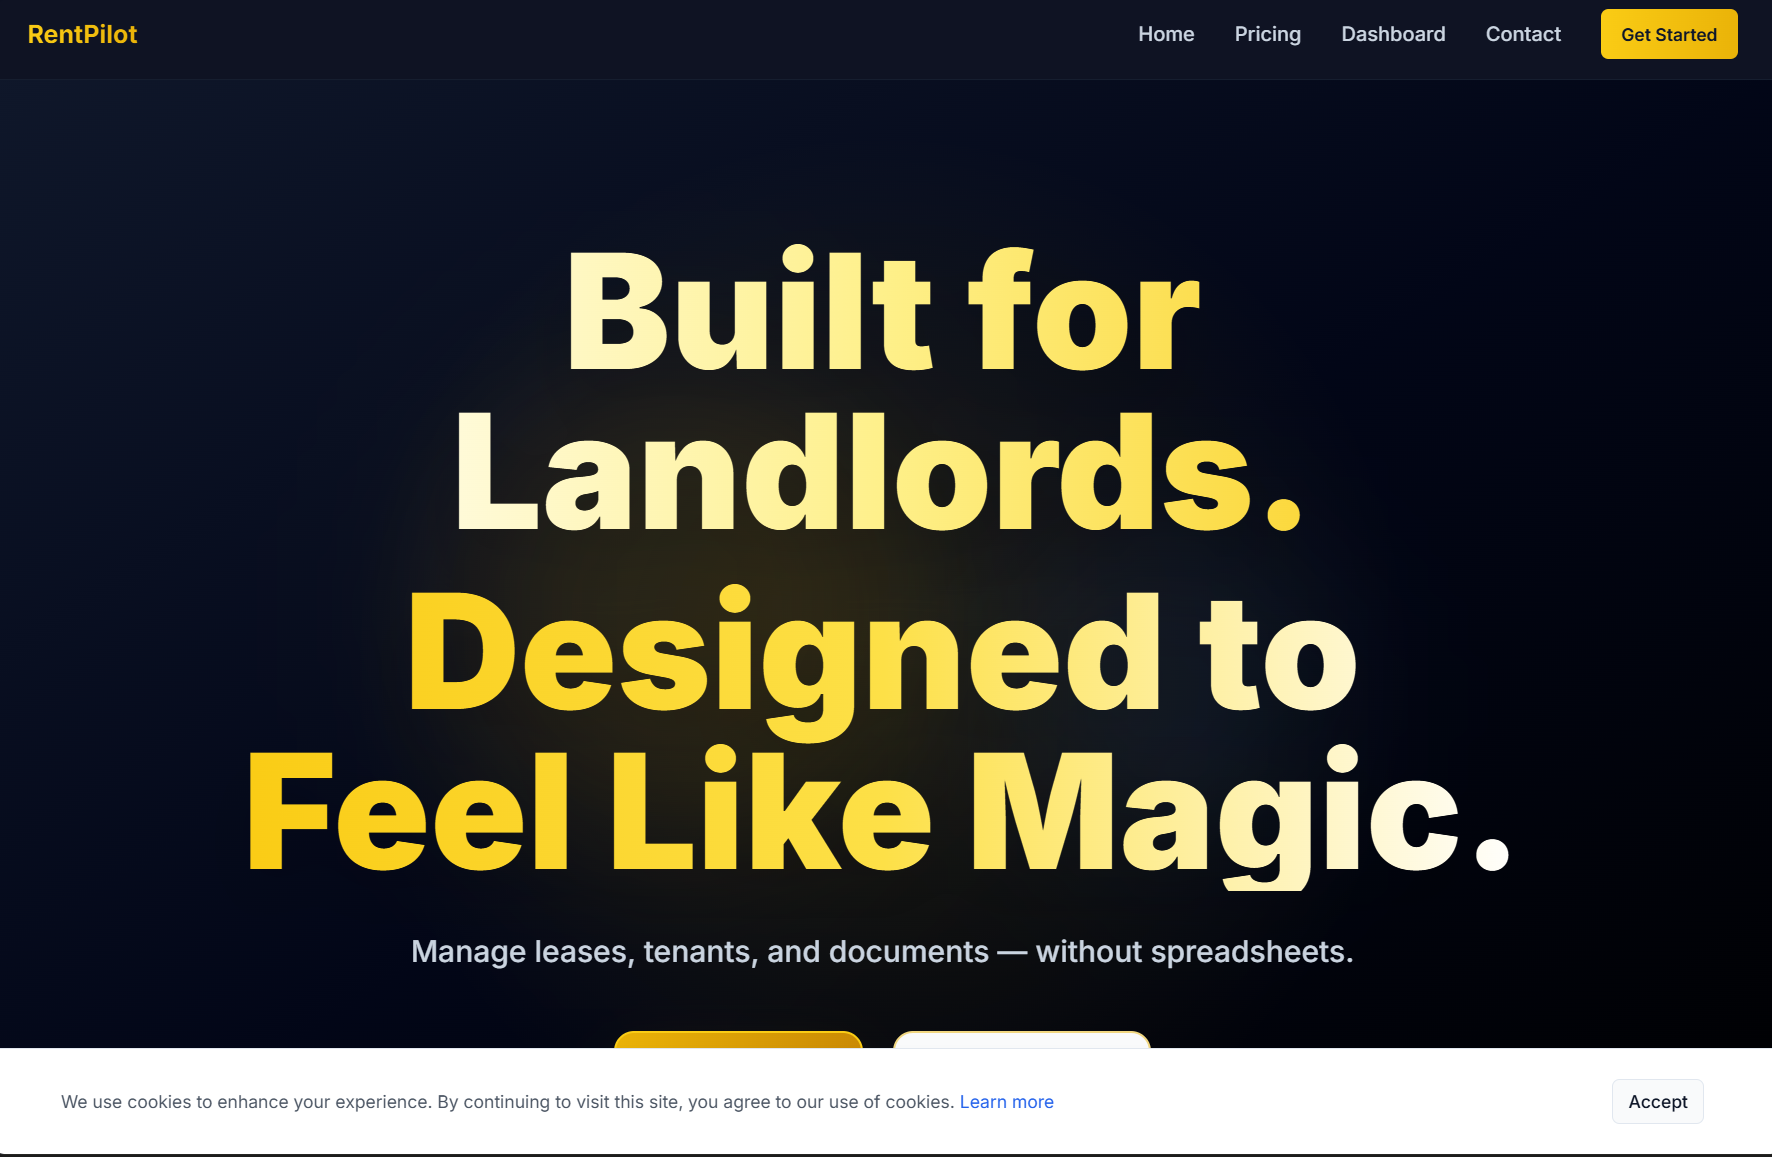 RentPilot
Home Pricing Dashboard Contact Get Started
Built for
Landlords.
Designed to
Feel Like Magic.
Manage leases, tenants, and documents — without spreadsheets.
We use cookies to enhance your experience. By continuing to visit this site, you agree to our use of cookies. Learn more
Accept